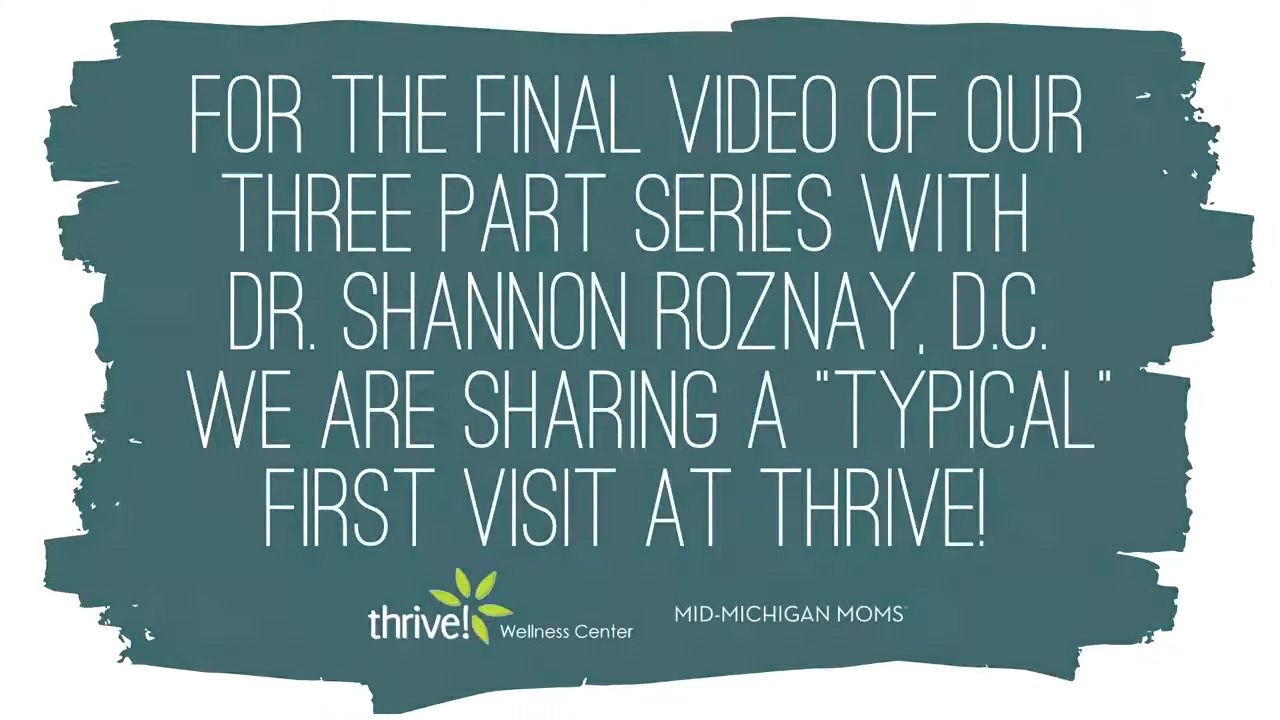 FOR THE FINAL VIDEO OF OUR
THREE PART SERIES WITH
DR. SHANNON ROZNAY, D.C.
WE ARE SHARING A "TYPICAL"
FIRST VISIT AT THRIVE!
thrive! Wellness Center
MID-MICHIGAN MOMS